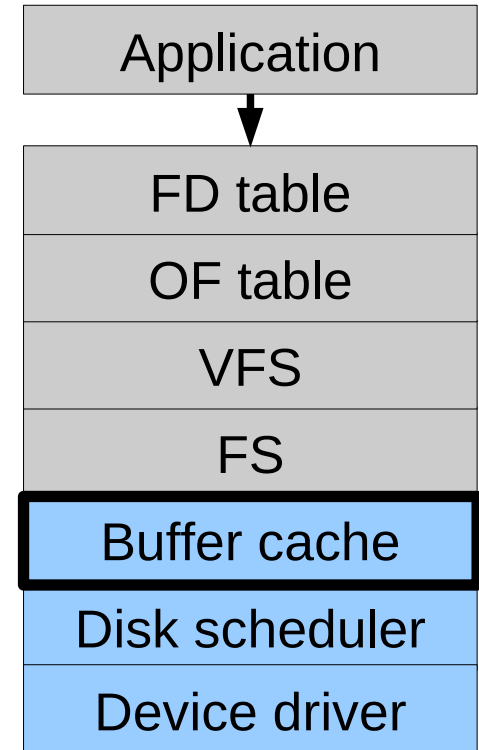 Application
FD table
OF table
VFS
FS
Buffer cache
Disk scheduler
Device driver